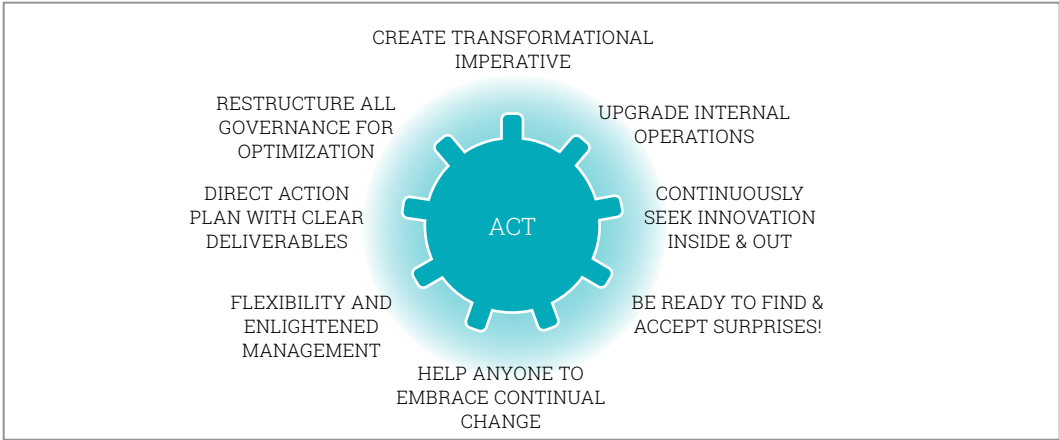 CREATE TRANSFORMATIONAL
IMPERATIVE
UPGRADE INTERNAL
OPERATIONS
CONTINUOUSLY
SEEK INNOVATION
INSIDE & OUT
BE READY TO FIND &
ACCEPT SURPRISES!
HELP ANYONE TO
EMBRACE CONTINUAL
CHANGE
FLEXIBILITY AND
ENLIGHTENED
MANAGEMENT
DIRECT ACTION
PLAN WITH CLEAR
DELIVERABLES
RESTRUCTURE ALL
GOVERNANCE FOR
OPTIMIZATION
ACT